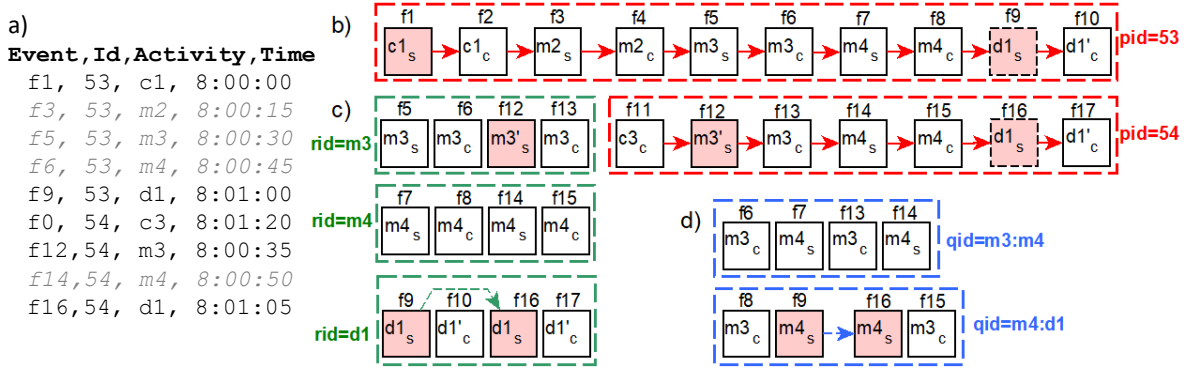 a)
Event,Id,Activity,Time
f1, 53, c1, 8:00:00
f3, 53, m2, 8:00:15
f5, 53, m3, 8:00:30
f6, 53, m4, 8:00:45
f9, 53, d1, 8:01:00
f0, 54, c3, 8:01:20
f12,54, m3, 8:00:35
f14,54, m4, 8:00:50
f16,54, d1, 8:01:05
b)
f1 f2 f3 f4 f5 f6 f7 f8 f9 f10
c1s c1c m2s m2c m3s m3c m4s m4c d1s d1'c
pid=53
c)
f5 f6 f12 f13
rid=m3
m3s m3c m3's m3c
f11 f12 f13 f14 f15 f16 f17
c3c m3's m3c m4s m4c d1s d1'c
pid=54
f7 f8 f14 f15
rid=m4
m4s m4c m4s m4c
f9 f10 f16 f17
rid=d1
d1s d1'c d1s d1'c
d)
f6 f7 f13 f14
m3c m4s m3c m4s
qid=m3:m4
f8 f9 f16 f15
m3c m4s m4s m3c
qid=m4:d1